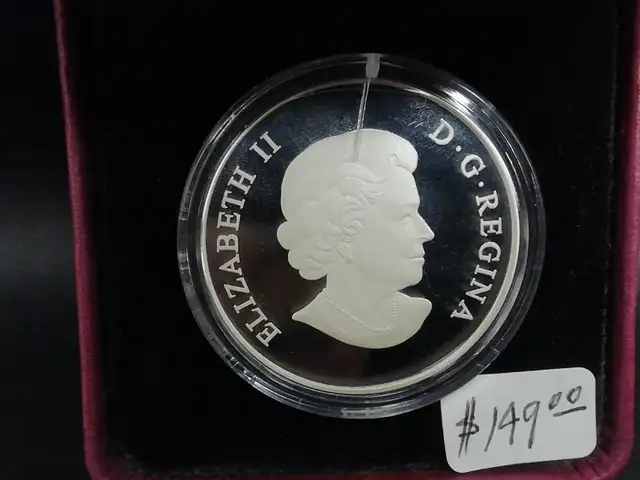 ELIZABETH II
D·G·REGINA
$149.00